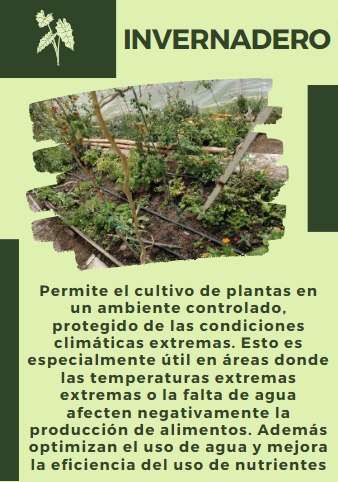 INVERNADERO
Permite el cultivo de plantas en
un ambiente controlado,
protegido de las condiciones
climáticas extremas. Esto es
especialmente útil en áreas donde
las temperaturas extremas
extremas o la falta de agua
afecten negativamente la
producción de alimentos. Además
optimizan el uso de agua y mejora
la eficiencia del uso de nutrientes